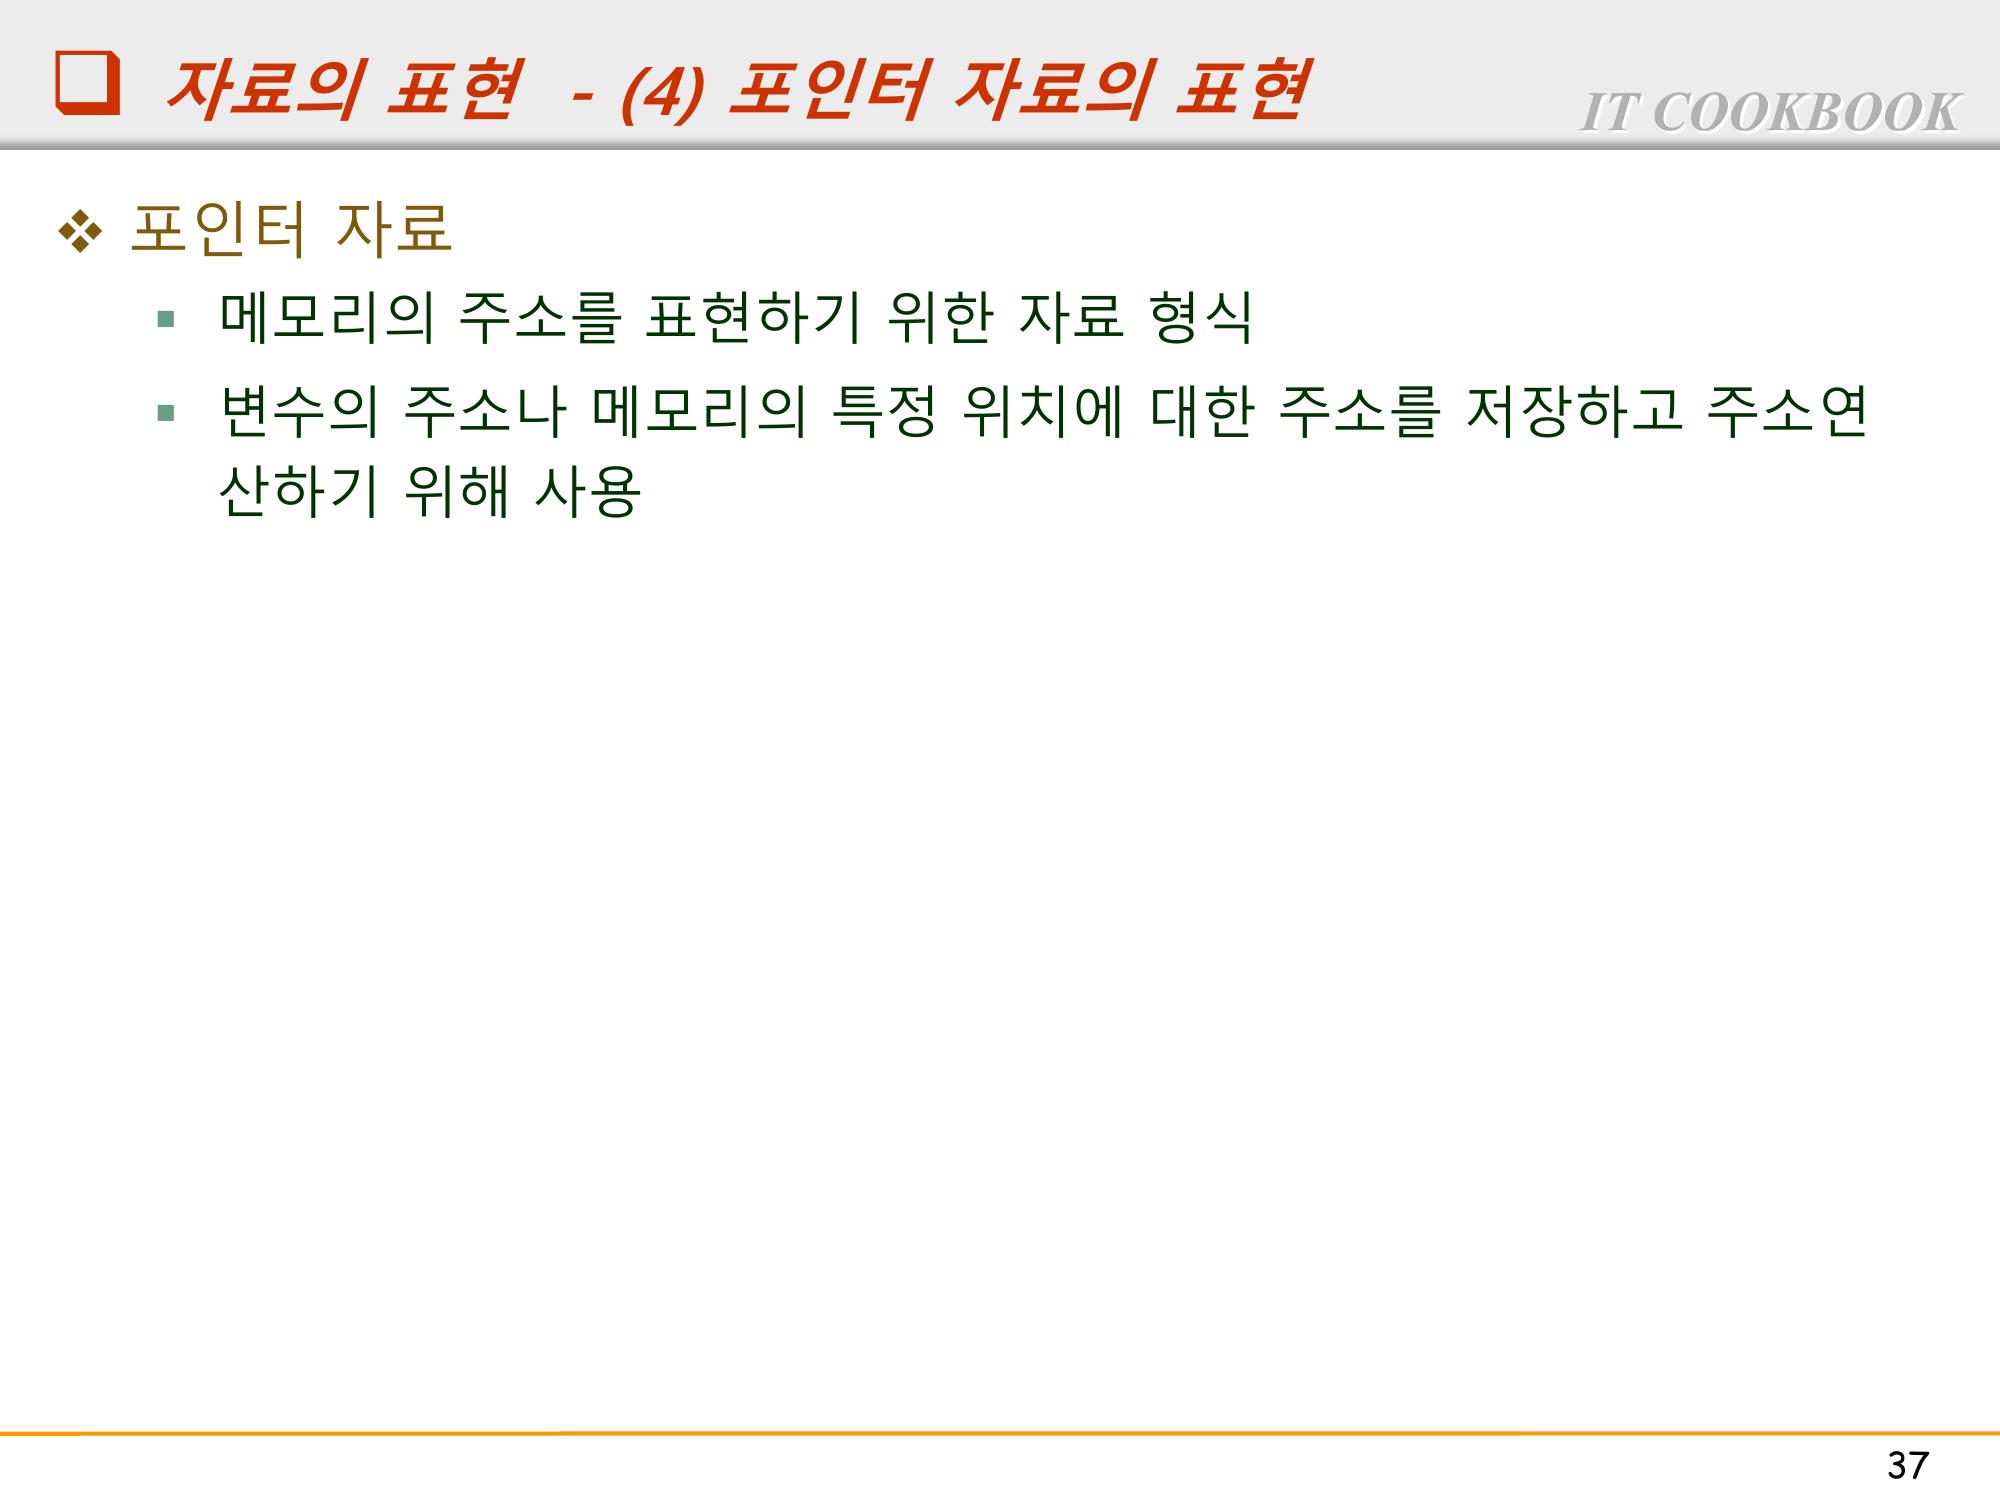 자료의 표현 - (4) 포인터 자료의 표현
IT COOKBOOK
포인터 자료
메모리의 주소를 표현하기 위한 자료 형식
변수의 주소나 메모리의 특정 위치에 대한 주소를 저장하고 주소연
산하기 위해 사용
37